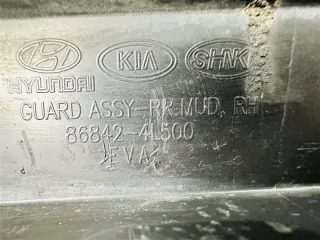 HYUNDAI KIA SHK
GUARD ASSY-RR MUD, RH
86842-4L500
>EVA<